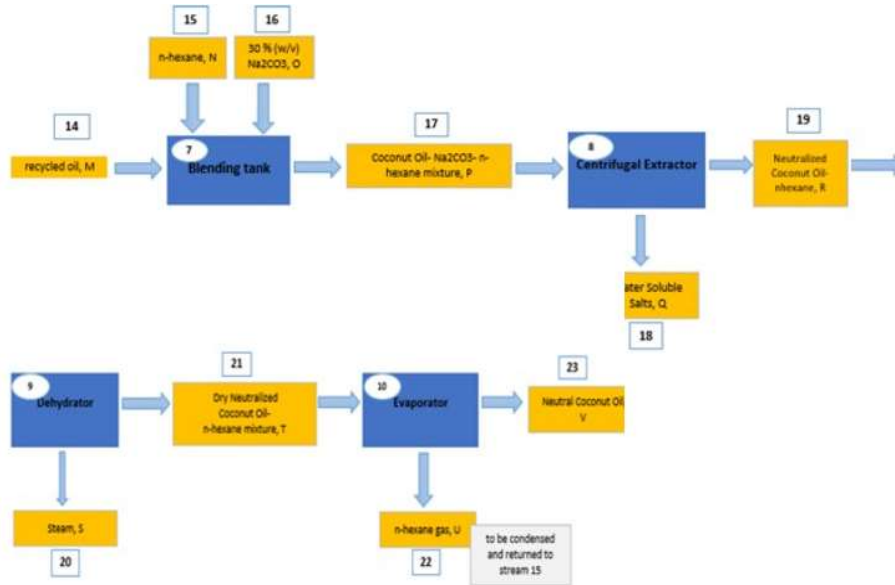 15
16
n-hexane, N
30 % (w/v)
Na2CO3, O
14
17
19
recycled oil, M
7
Blending tank
Coconut Oil- Na2CO3- n-
hexane mixture, P
8
Centrifugal Extractor
Neutralized
Coconut Oil-
nhexane, R
ater Soluble
Salts, Q
18
21
23
9
Dehydrator
Dry Neutralized
Coconut Oil-
n-hexane mixture, T
10
Evaporator
Neutral Coconut Oil,
V
Steam, S
20
n-hexane gas, U
22
to be condensed
and returned to
stream 15